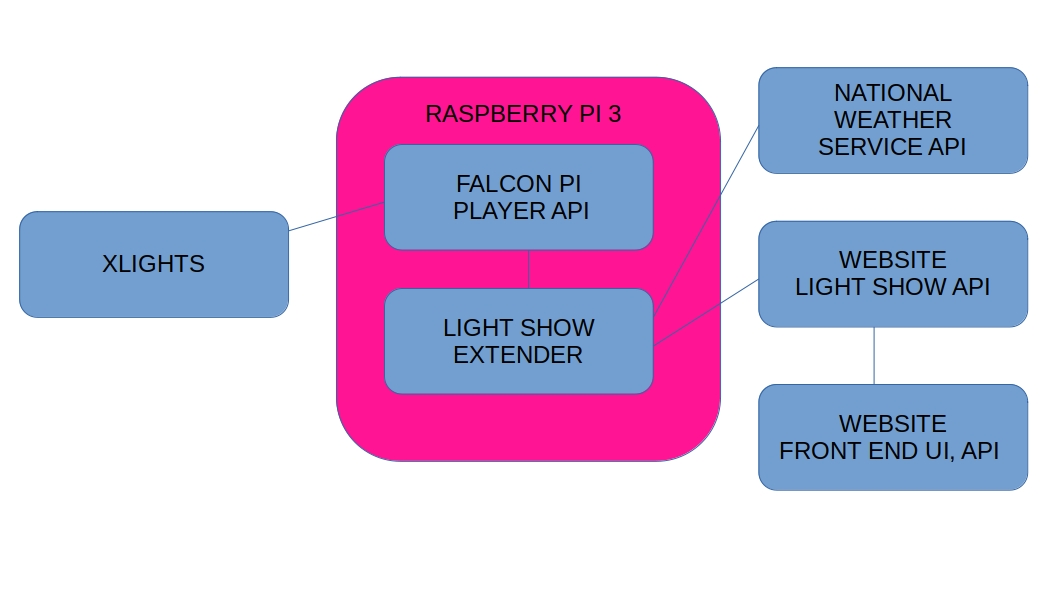 RASPBERRY PI 3
FALCON PI
PLAYER API
LIGHT SHOW
EXTENDER
XLIGHTS
NATIONAL
WEATHER
SERVICE API
WEBSITE
LIGHT SHOW API
WEBSITE
FRONT END UI, API